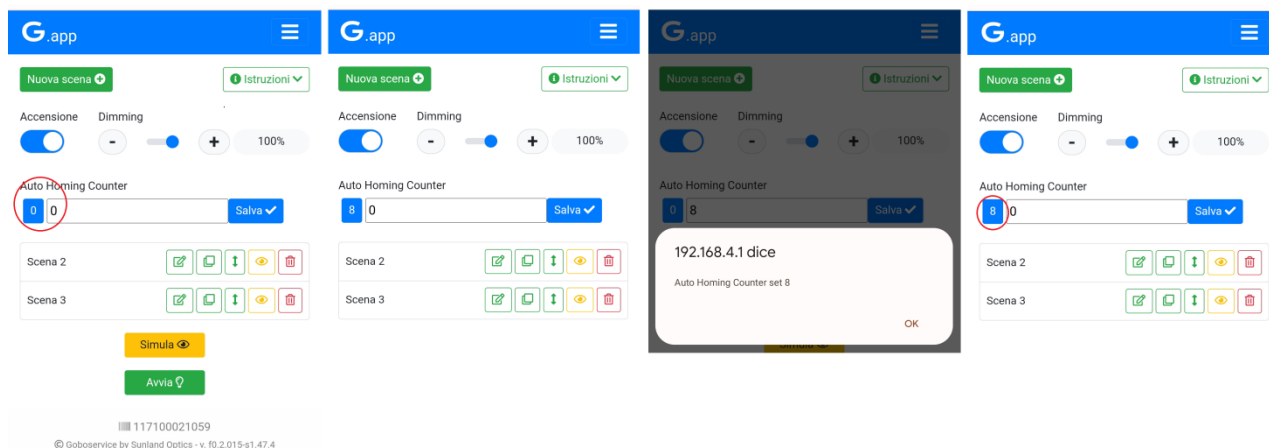 G.app
Nuova scena
Istruzioni
Accensione Dimming
- + 100%
Auto Homing Counter
0 0 Salva
Scena 2
Scena 3
Simula
Avvia
117100021059
© Goboservice by Sunland Optics - v. f0.2.015-s1.47.4
G.app
Nuova scena
Istruzioni
Accensione Dimming
- + 100%
Auto Homing Counter
8 0 Salva
Scena 2
Scena 3
G.app
Nuova scena
Istruzioni
Accensione Dimming
- + 100%
Auto Homing Counter
0 8 Salva
192.168.4.1 dice
Auto Homing Counter set 8
OK
Simula
G.app
Nuova scena
Istruzioni
Accensione Dimming
- + 100%
Auto Homing Counter
8 0 Salva
Scena 2
Scena 3